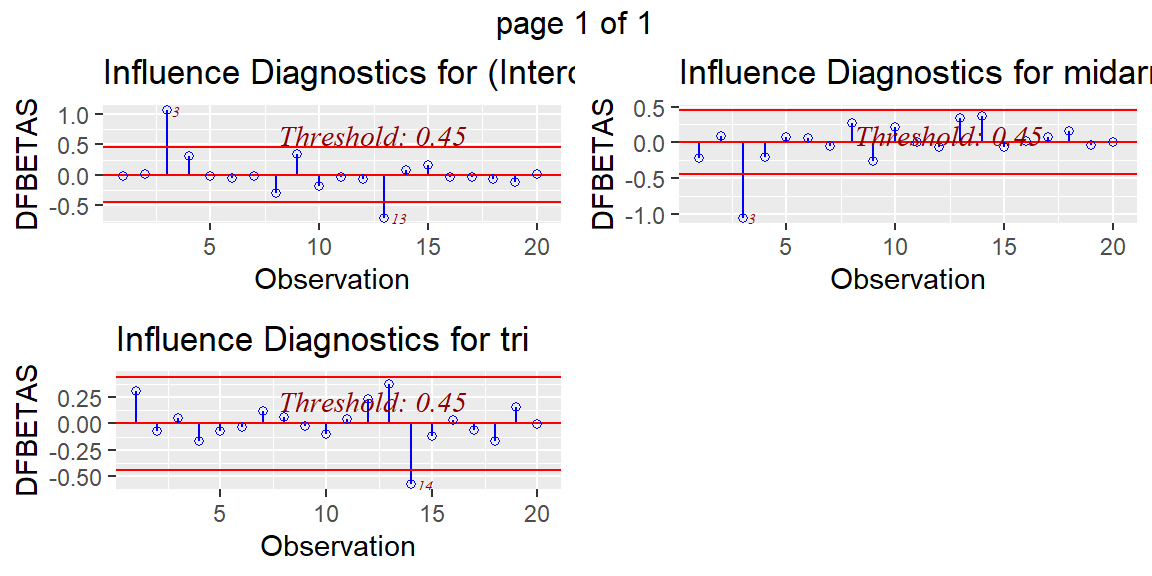 page 1 of 1
Influence Diagnostics for (Interc
DFBETAS
1.0
0.5
0.0
-0.5
3
Threshold: 0.45
13
5
10
15
20
Observation
Influence Diagnostics for midarm
DFBETAS
0.5
0.0
-0.5
-1.0
Threshold: 0.45
3
5
10
15
20
Observation
Influence Diagnostics for tri
DFBETAS
0.25
0.00
-0.25
-0.50
Threshold: 0.45
14
5
10
15
20
Observation